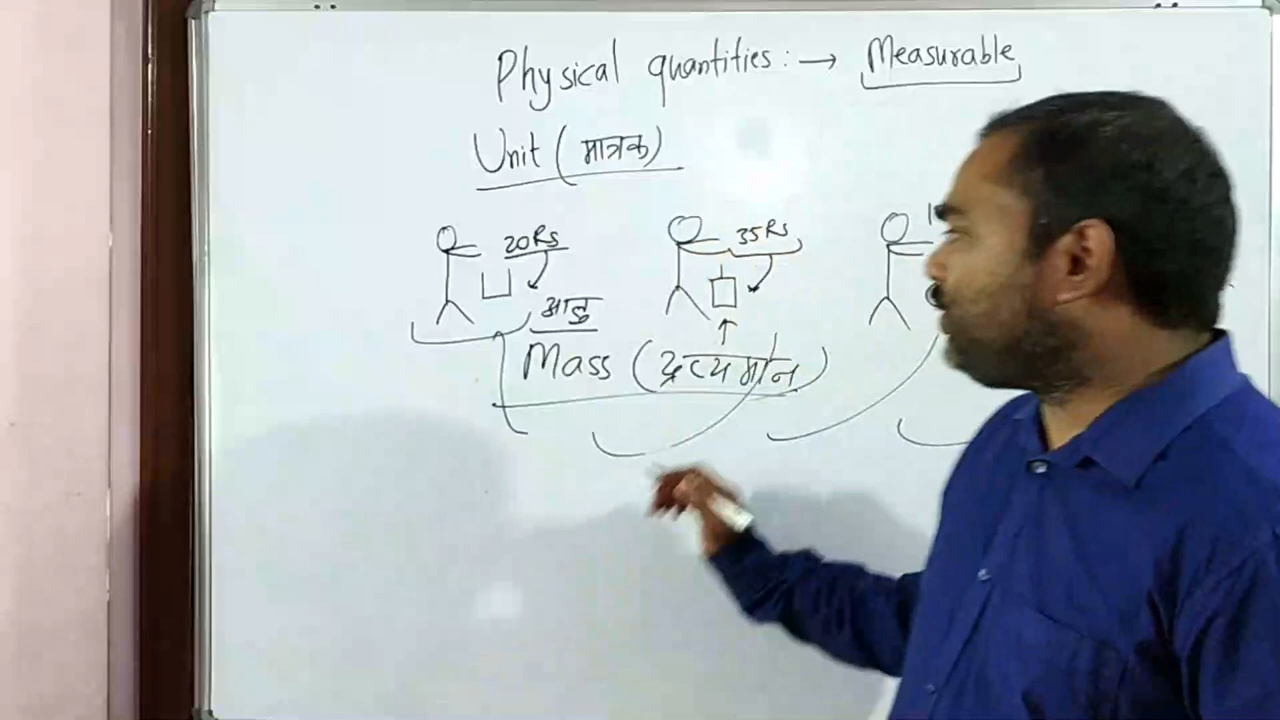 Physical quantities : → Measurable
Unit (मात्रक)
20Rs 35Rs
आलु
Mass (द्रव्यमान)